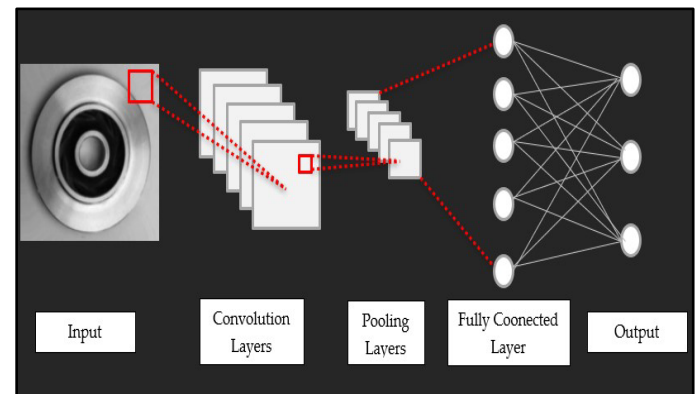 Input
Convolution
Layers
Pooling
Layers
Fully Coonected
Layer
Output